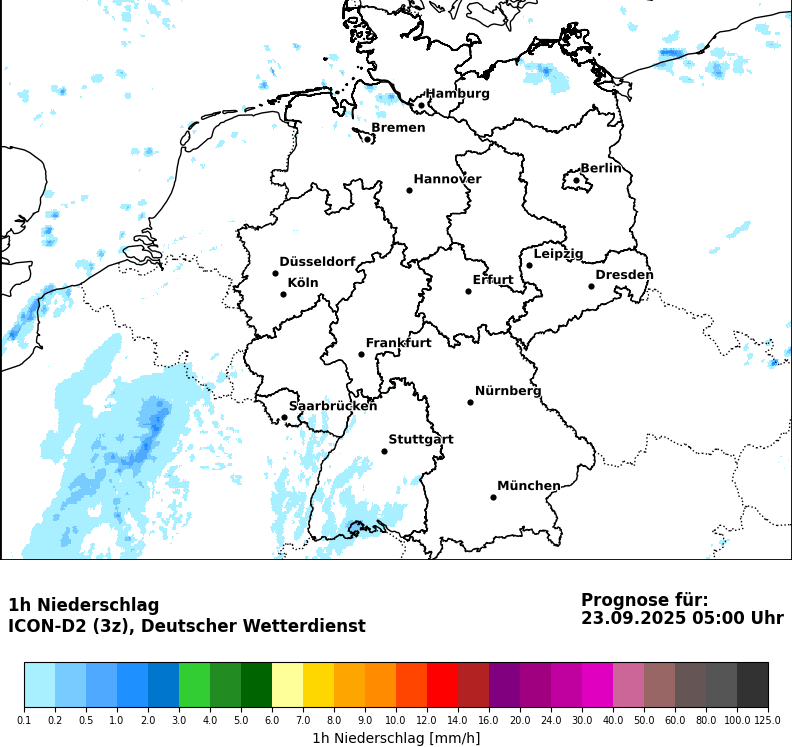 Hamburg
Bremen
Berlin
Hannover
Leipzig
Düsseldorf
Dresden
Köln
Erfurt
Frankfurt
Nürnberg
Saarbrücken
Stuttgart
München
1h Niederschlag
ICON-D2 (3z), Deutscher Wetterdienst
Prognose für:
23.09.2025 05:00 Uhr
0.1 0.2 0.5 1.0 2.0 3.0 4.0 5.0 6.0 7.0 8.0 9.0 10.0 12.0 14.0 16.0 20.0 24.0 30.0 40.0 50.0 60.0 80.0 100.0 125.0
1h Niederschlag [mm/h]